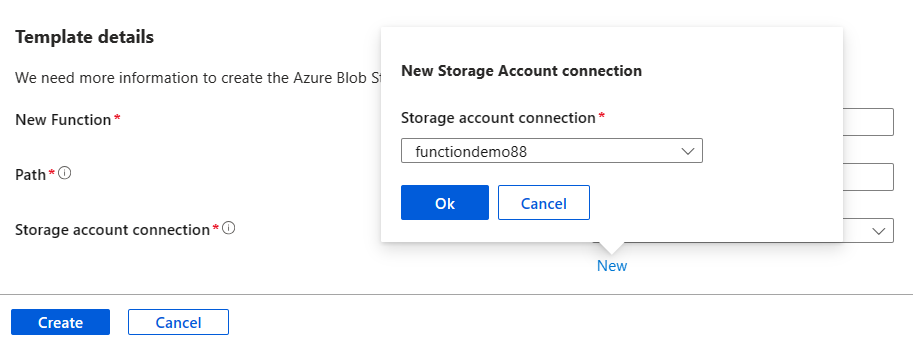 Template details
We need more information to create the Azure Blob St
New Function*
Path*
Storage account connection*
New Storage Account connection
Storage account connection*
functiondemo88
Ok
Cancel
New
Create
Cancel